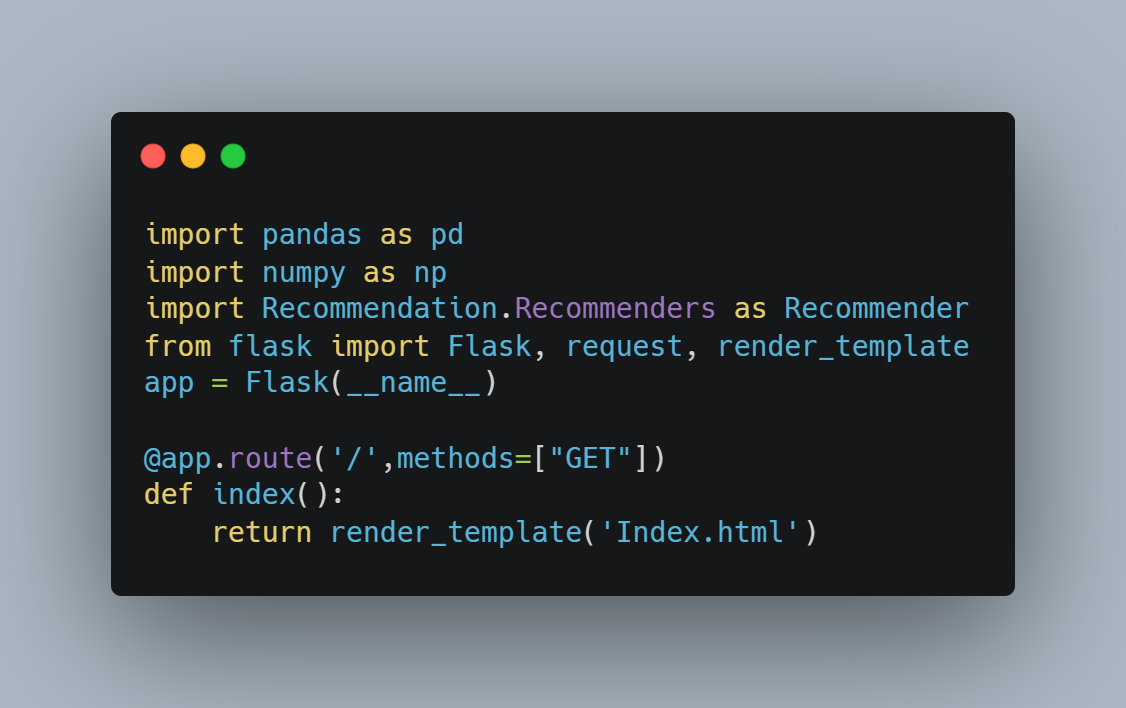 import pandas as pd
import numpy as np
import Recommendation.Recommenders as Recommender
from flask import Flask, request, render_template
app = Flask(__name__)

@app.route('/',methods=["GET"])
def index():
    return render_template('Index.html')